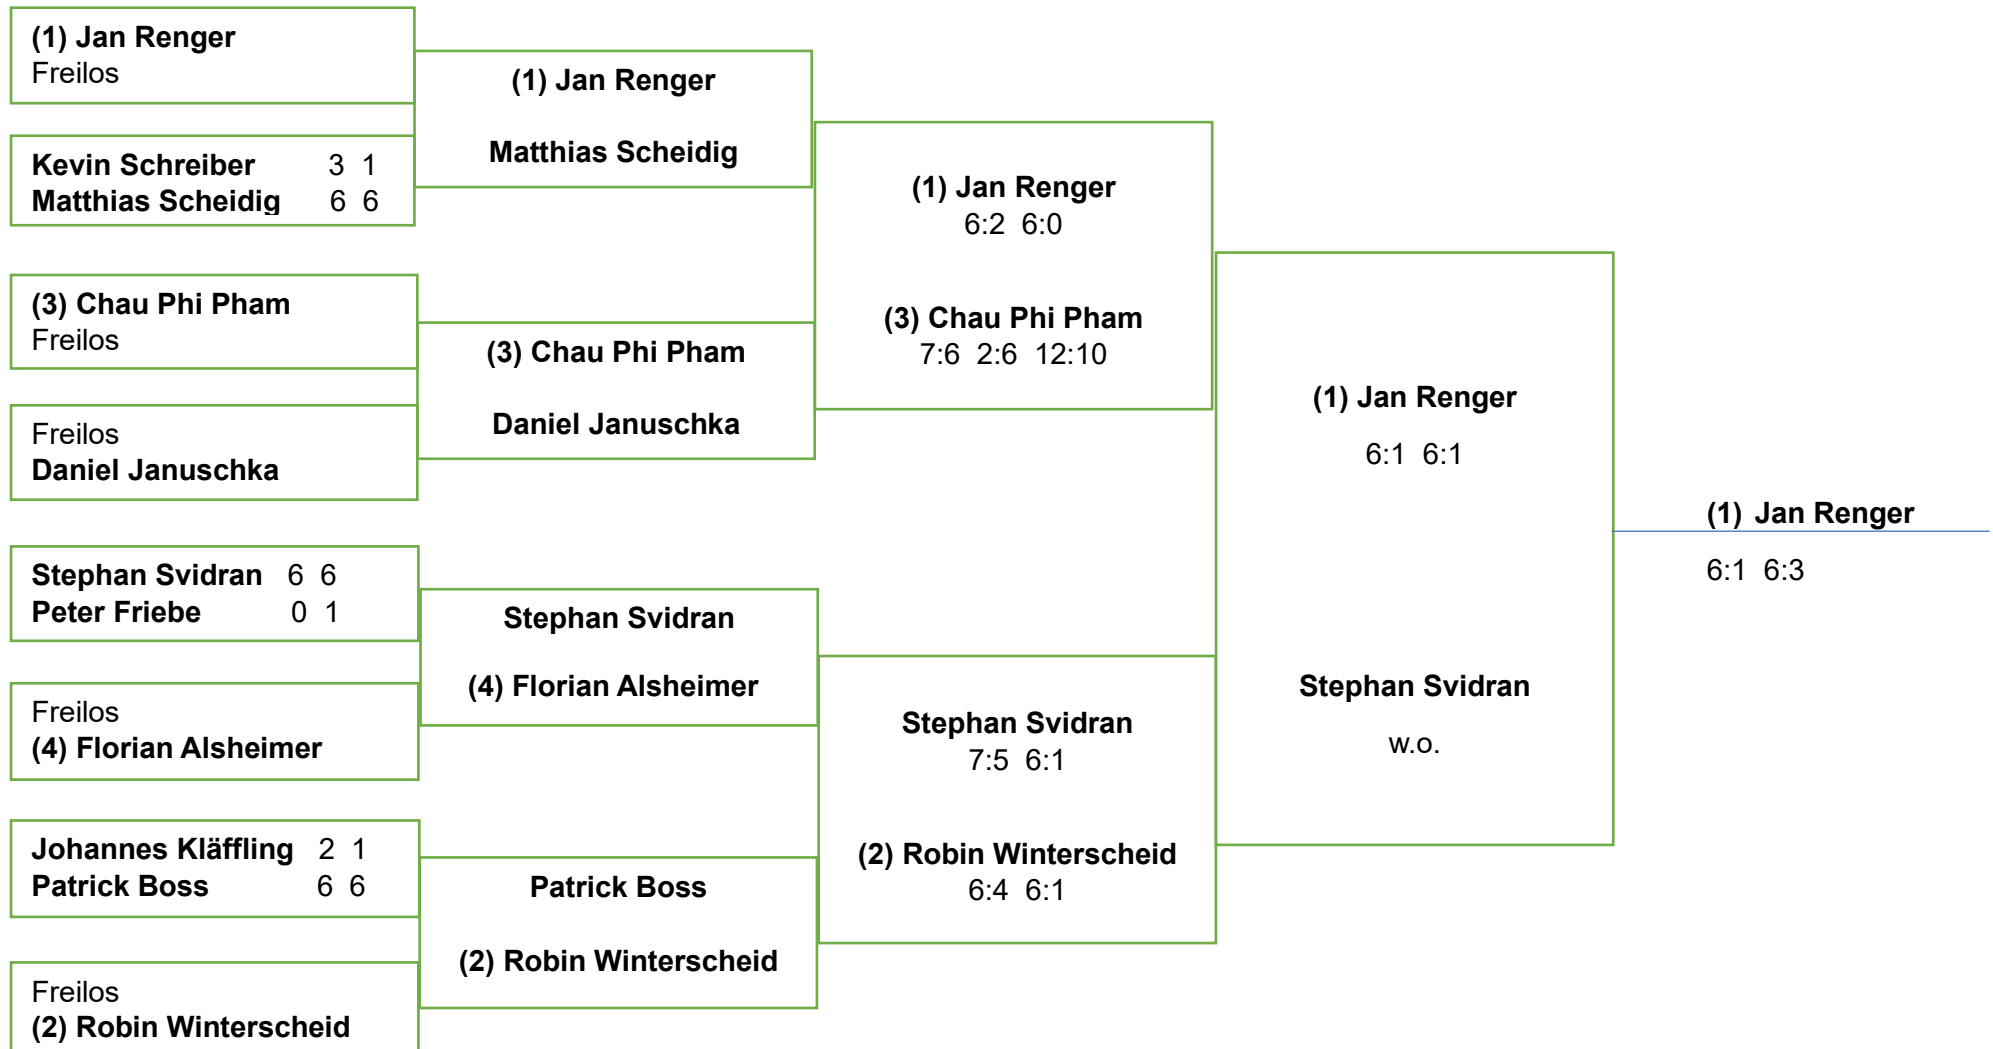 (1) Jan Renger
Freilos
Kevin Schreiber 3 1
Matthias Scheidig 6 6
(3) Chau Phi Pham
Freilos
Freilos
Daniel Januschka
Stephan Svidran 6 6
Peter Friebe 0 1
Freilos
(4) Florian Alsheimer
Johannes Kläffling 2 1
Patrick Boss 6 6
Freilos
(2) Robin Winterscheid
(1) Jan Renger
Matthias Scheidig
(3) Chau Phi Pham
Daniel Januschka
Stephan Svidran
(4) Florian Alsheimer
Patrick Boss
(2) Robin Winterscheid
(1) Jan Renger
6:2 6:0
(3) Chau Phi Pham
7:6 2:6 12:10
Stephan Svidran
7:5 6:1
(2) Robin Winterscheid
6:4 6:1
(1) Jan Renger
6:1 6:1
Stephan Svidran
w.o.
(1) Jan Renger
6:1 6:3